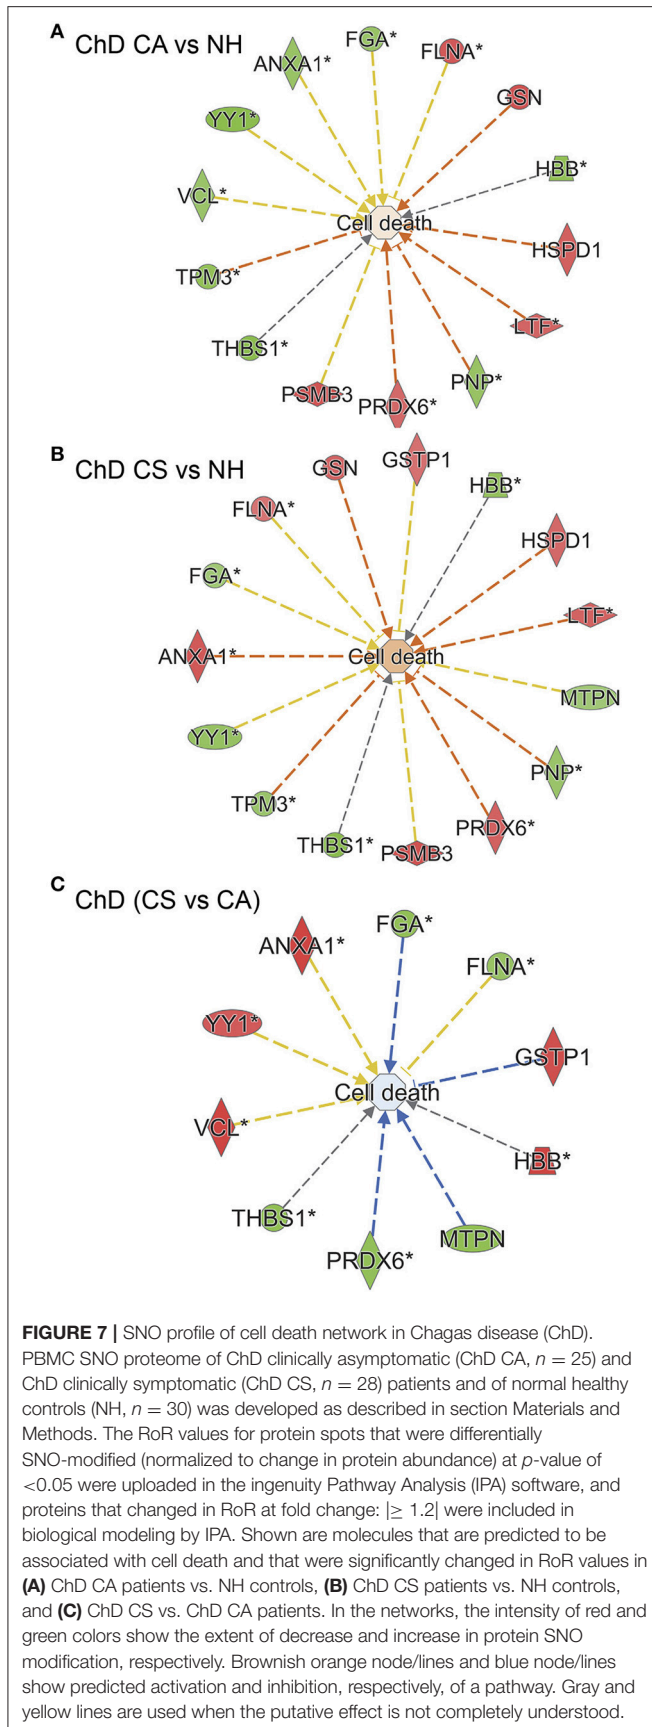 A
ChD CA vs NH
FGA*
FLNA*
ANXA1*
GSN
YY1*
HBB*
VCL*
Cell death
HSPD1
TPM3*
LTF*
THBS1*
PNP*
PSMB3
PRDX6*
B
ChD CS vs NH
GSTP1
GSN
HBB*
FLNA*
HSPD1
FGA*
LTF*
ANXA1*
Cell death
MTPN
YY1*
PNP*
TPM3*
PRDX6*
THBS1*
PSMB3
C
ChD (CS vs CA)
FGA*
ANXA1*
FLNA*
YY1*
GSTP1
Cell death
VCL*
HBB*
THBS1*
MTPN
PRDX6*
FIGURE 7 | SNO profile of cell death network in Chagas disease (ChD).
PBMC SNO proteome of ChD clinically asymptomatic (ChD CA, n = 25) and
ChD clinically symptomatic (ChD CS, n = 28) patients and of normal healthy
controls (NH, n = 30) was developed as described in section Materials and
Methods. The RoR values for protein spots that were differentially
SNO-modified (normalized to change in protein abundance) at p-value of
<0.05 were uploaded in the ingenuity Pathway Analysis (IPA) software, and
proteins that changed in RoR at fold change: |≥ 1.2| were included in
biological modeling by IPA. Shown are molecules that are predicted to be
associated with cell death and that were significantly changed in RoR values in
(A) ChD CA patients vs. NH controls, (B) ChD CS patients vs. NH controls,
and (C) ChD CS vs. ChD CA patients. In the networks, the intensity of red and
green colors show the extent of decrease and increase in protein SNO
modification, respectively. Brownish orange node/lines and blue node/lines
show predicted activation and inhibition, respectively, of a pathway. Gray and
yellow lines are used when the putative effect is not completely understood.